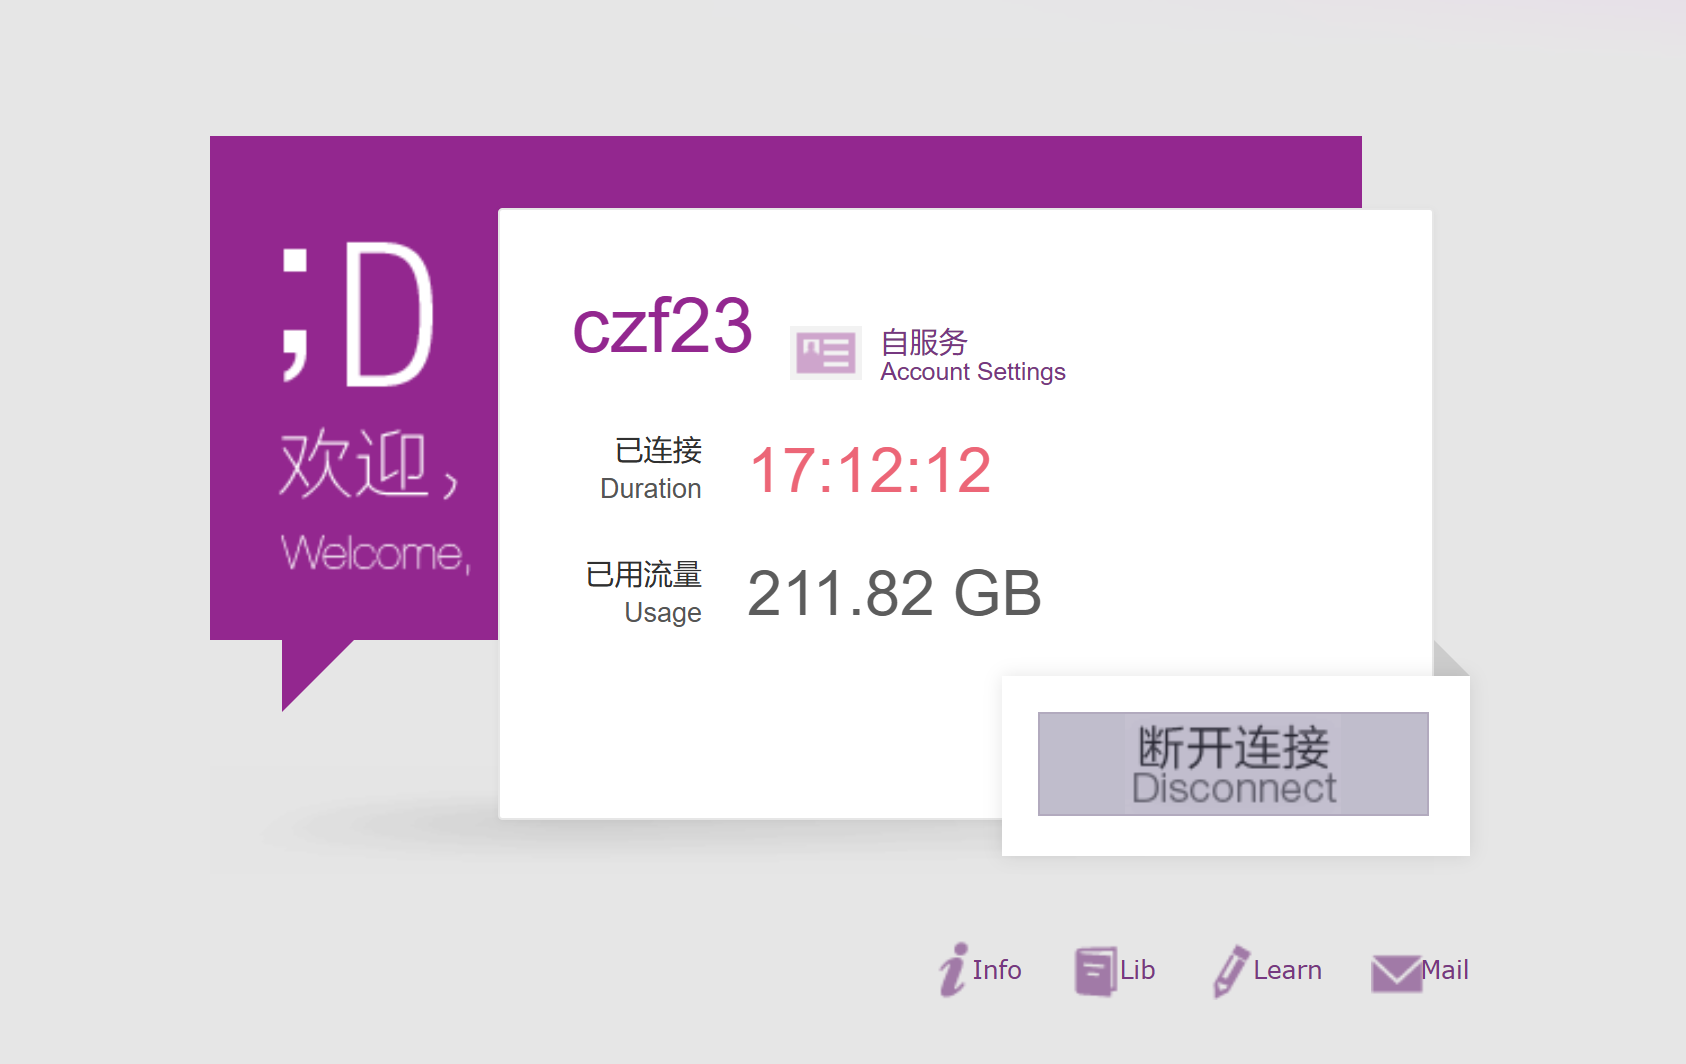 ;D
欢迎，
Welcome,
czf23
自服务
Account Settings
已连接
Duration
17:12:12
已用流量
Usage
211.82 GB
断开连接
Disconnect
Info
Lib
Learn
Mail